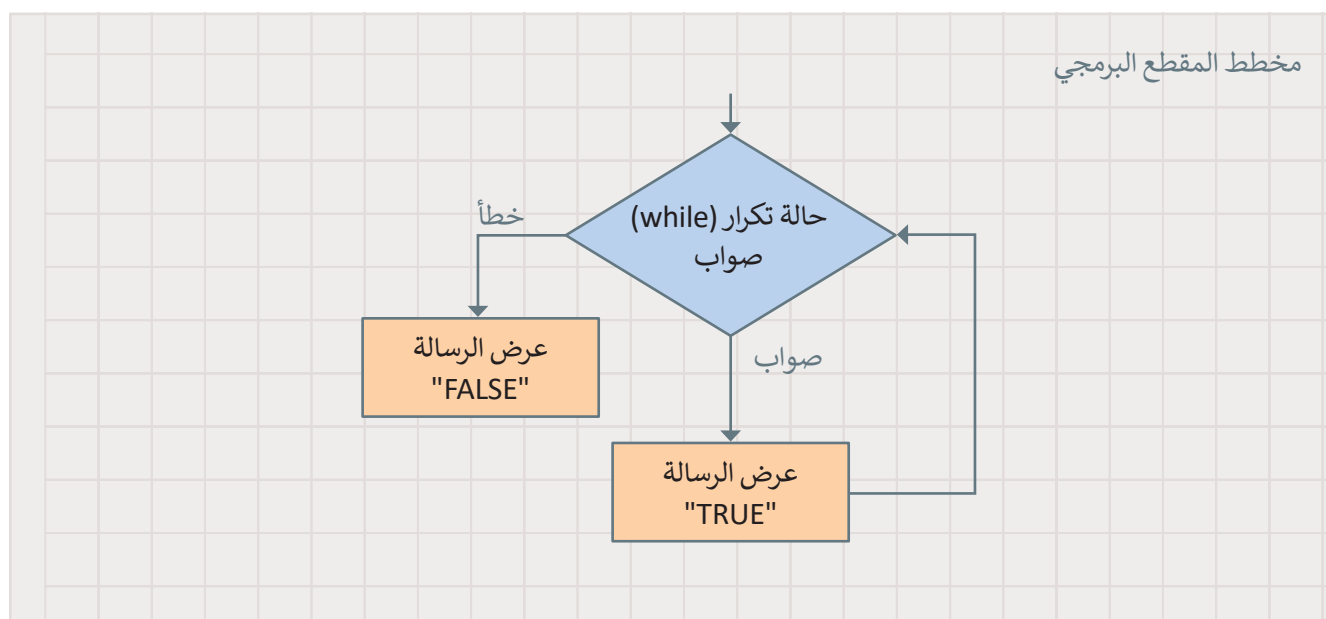 مخطط المقطع البرمجي
حالة تكرار (while)
صواب
خطأ
عرض الرسالة
"FALSE"
صواب
عرض الرسالة
"TRUE"